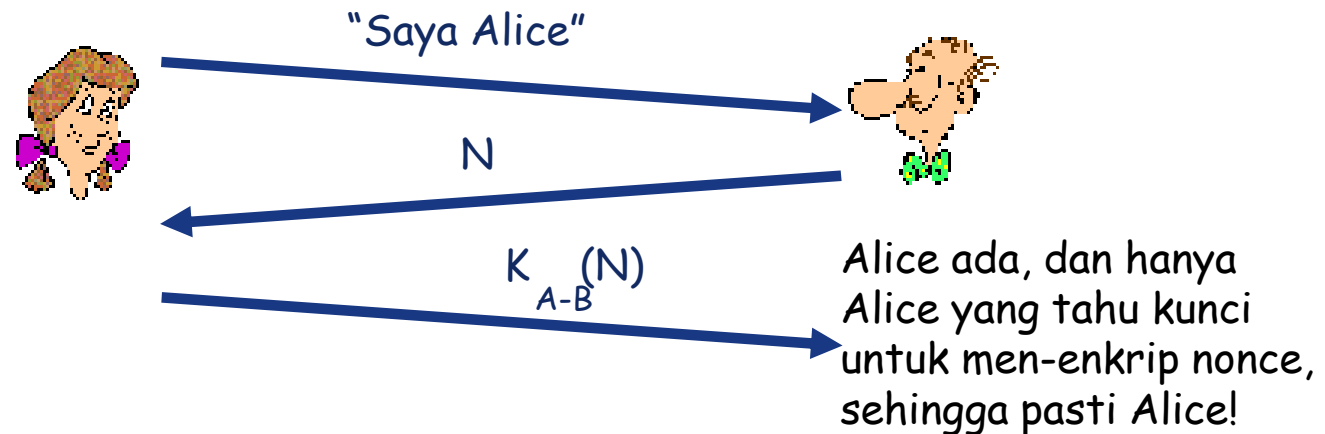 “Saya Alice”
N
K (N)
A-B
Alice ada, dan hanya
Alice yang tahu kunci
untuk men-enkrip nonce,
sehingga pasti Alice!